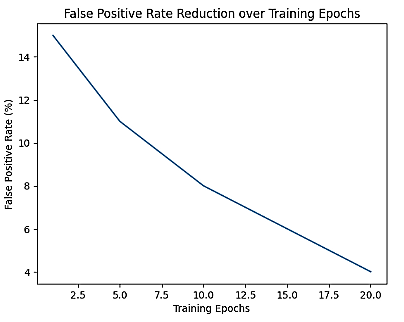 False Positive Rate Reduction over Training Epochs
False Positive Rate (%)
14
12
10
8
6
4
2.5 5.0 7.5 10.0 12.5 15.0 17.5 20.0
Training Epochs